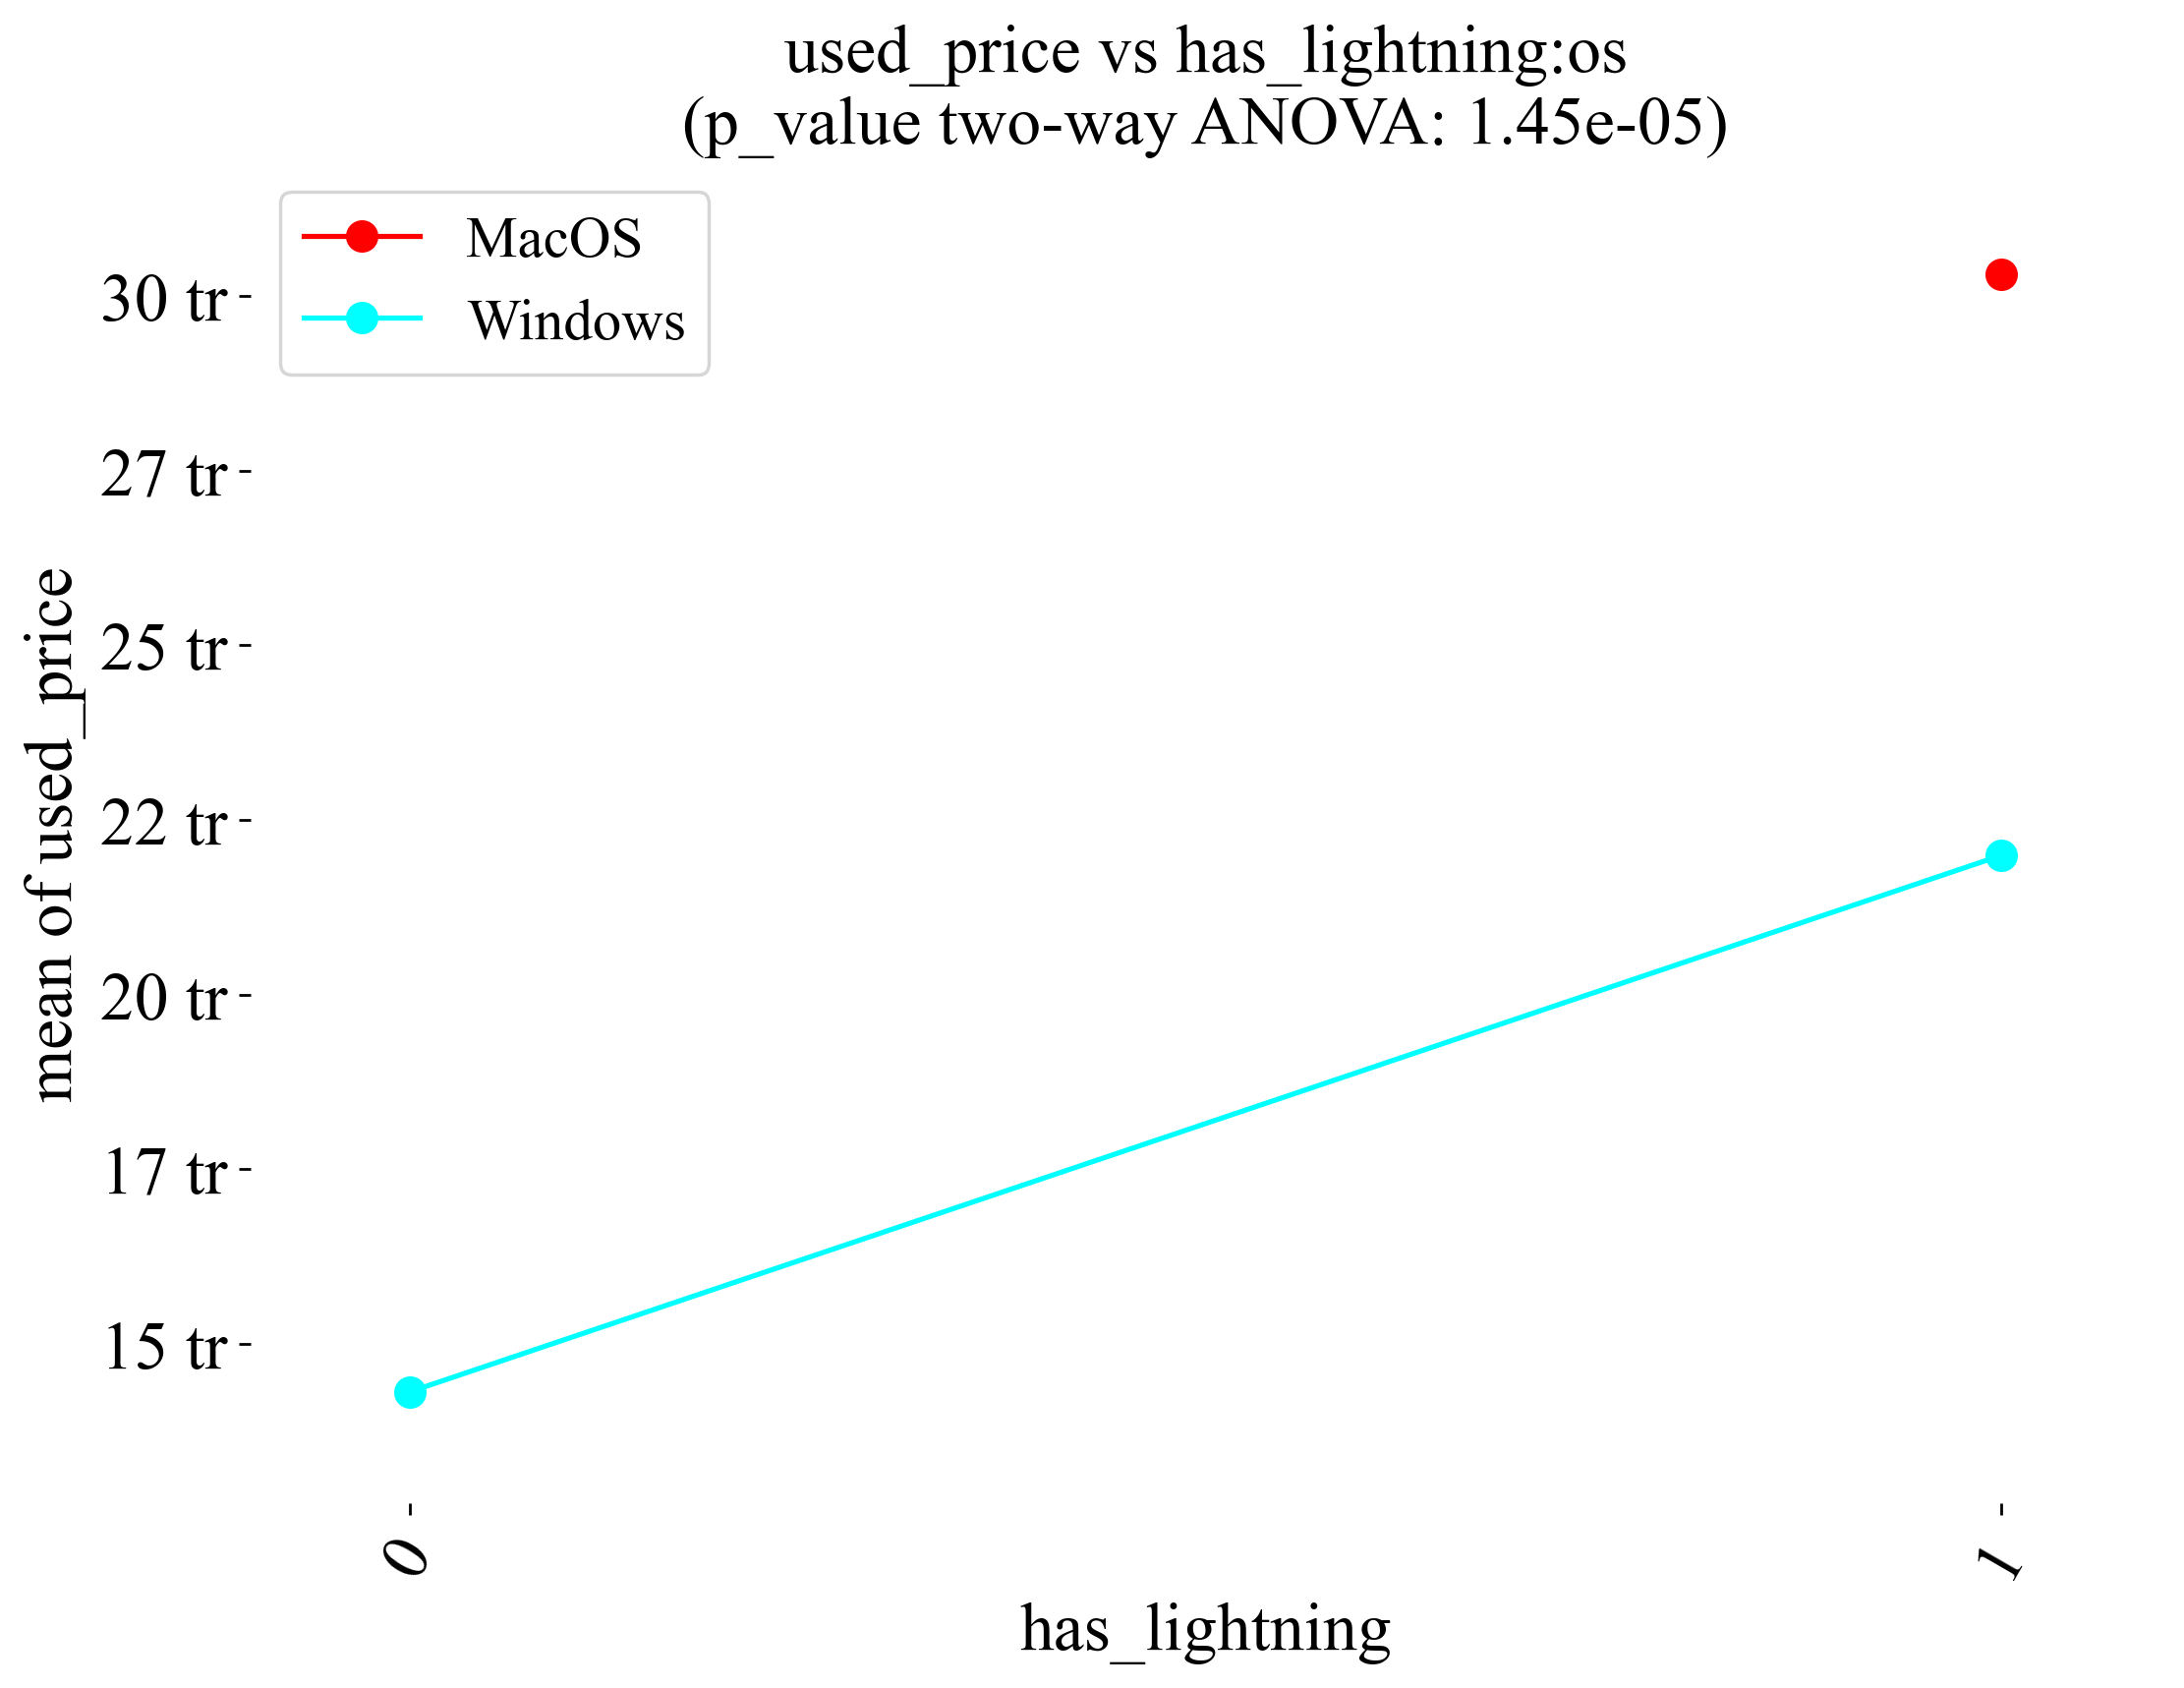 used_price vs has_lightning:os
(p_value two-way ANOVA: 1.45e-05)
MacOS
Windows
30 tr
27 tr
25 tr
22 tr
20 tr
17 tr
15 tr
mean of used_price
0
1
has_lightning